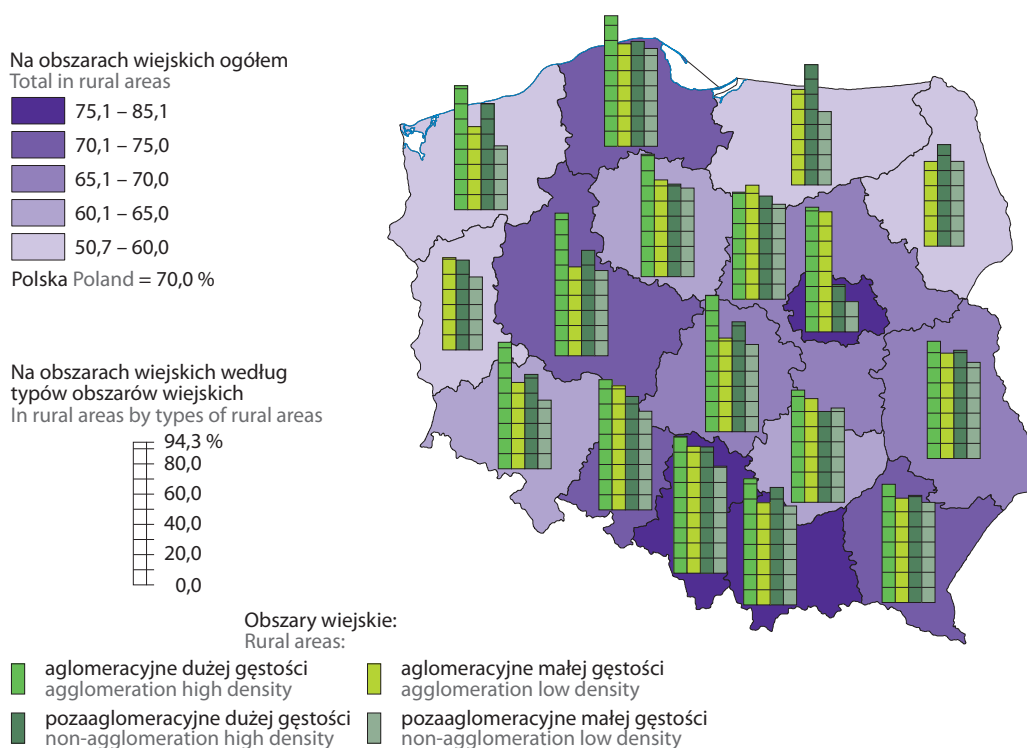 Na obszarach wiejskich ogółem
Total in rural areas
75,1 – 85,1
70,1 – 75,0
65,1 – 70,0
60,1 – 65,0
50,7 – 60,0
Polska Poland = 70,0 %
Na obszarach wiejskich według
typów obszarów wiejskich
In rural areas by types of rural areas
94,3 %
80,0
60,0
40,0
20,0
0,0
Obszary wiejskie:
Rural areas:
aglomeracyjne dużej gęstości
agglomeration high density
aglomeracyjne małej gęstości
agglomeration low density
pozaaglomeracyjne dużej gęstości
non-agglomeration high density
pozaaglomeracyjne małej gęstości
non-agglomeration low density